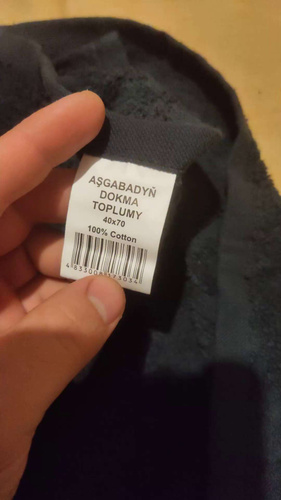 AŞGABADYŇ
DOKMA
TOPLUMY
40x70
100% Cotton